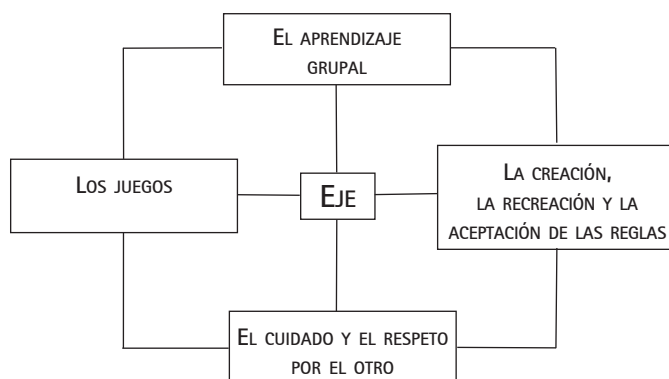 El aprendizaje
grupal
Los juegos
Eje
La creación,
la recreación y la
aceptación de las reglas
El cuidado y el respeto
por el otro